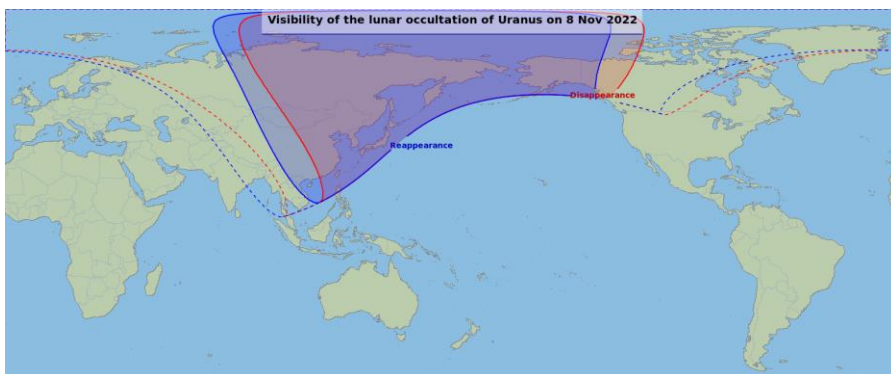 Visibility of the lunar occultation of Uranus on 8 Nov 2022
Disappearance
Reappearance